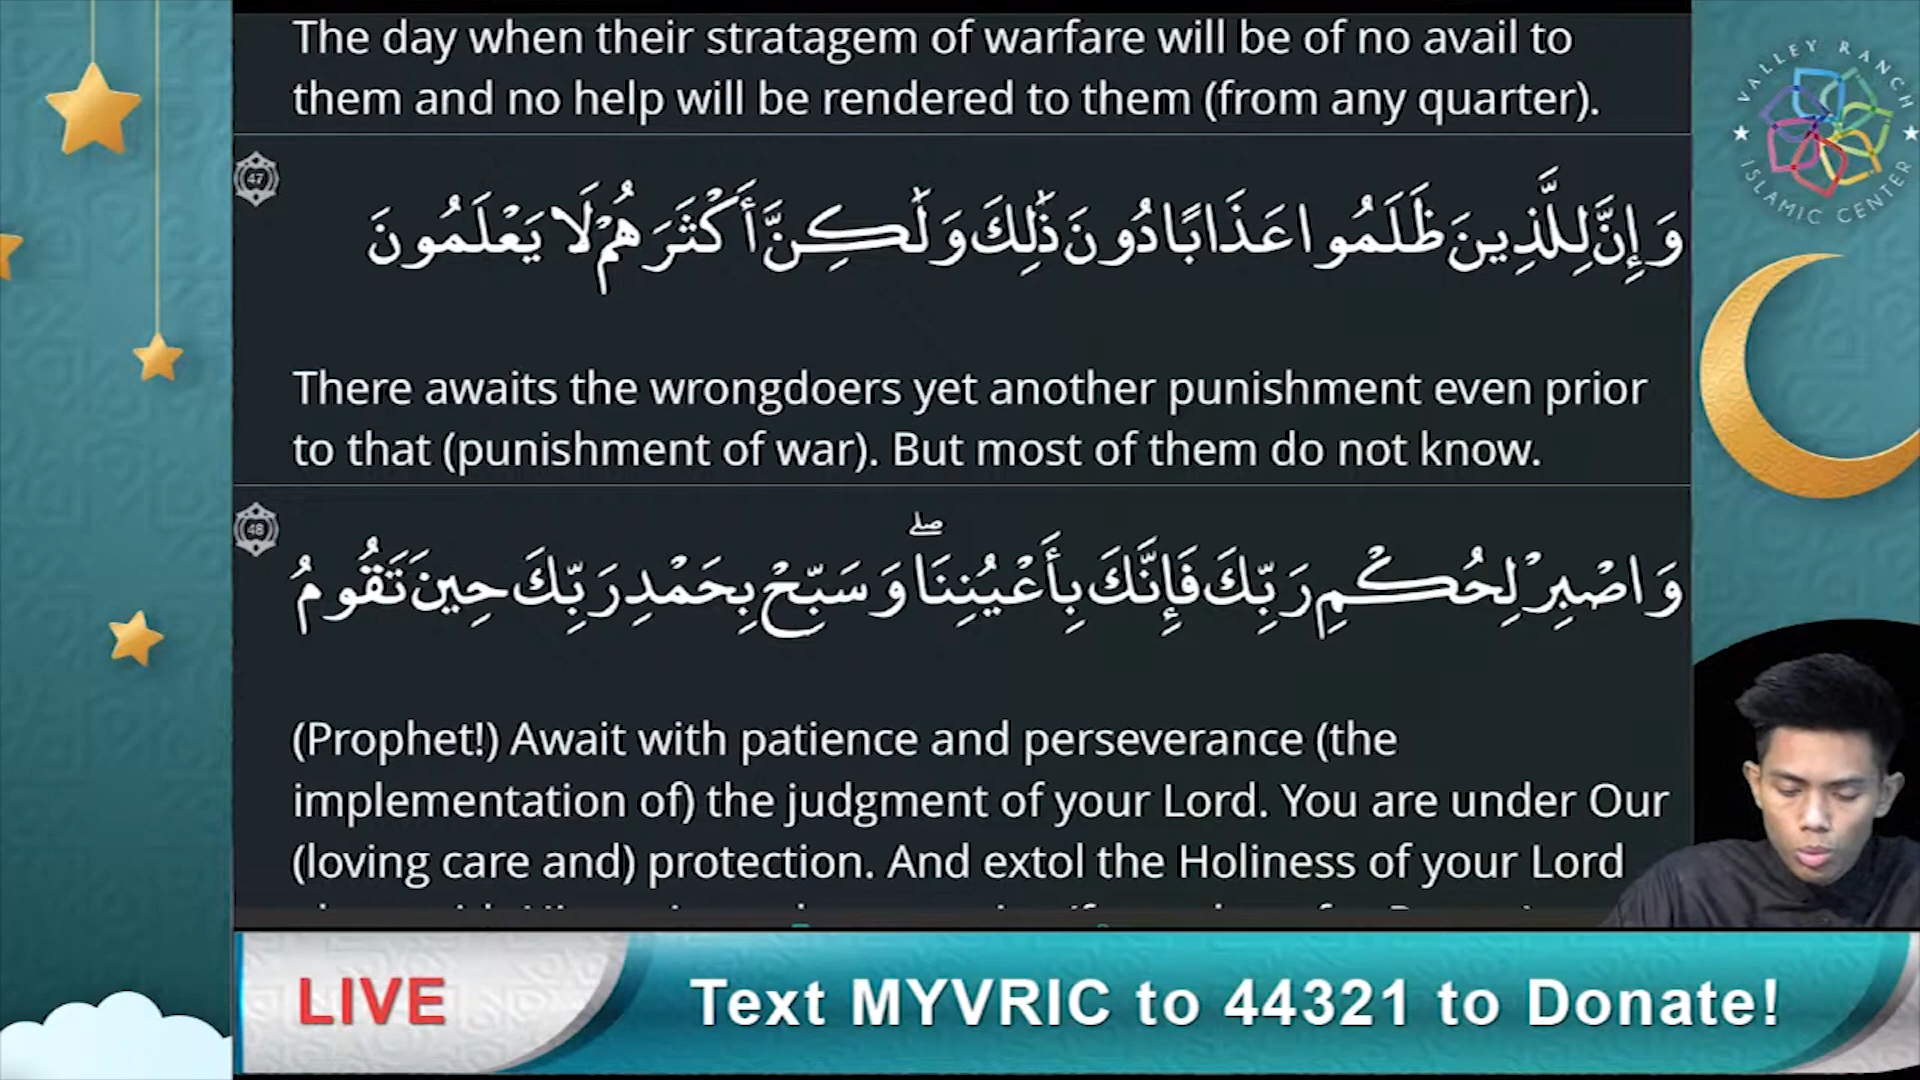 The day when their stratagem of warfare will be of no avail to
them and no help will be rendered to them (from any quarter).
47
وَإِنَّ لِلَّذِينَ ظَلَمُوا عَذَابًا دُونَ ذَٰلِكَ وَلَٰكِنَّ أَكْثَرَهُمْ لَا يَعْلَمُونَ
There awaits the wrongdoers yet another punishment even prior
to that (punishment of war). But most of them do not know.
48
وَاصْبِرْ لِحُكْمِ رَبِّكَ فَإِنَّكَ بِأَعْيُنِنَا ۖ وَسَبِّحْ بِحَمْدِ رَبِّكَ حِينَ تَقُومُ
(Prophet!) Await with patience and perseverance (the
implementation of) the judgment of your Lord. You are under Our
(loving care and) protection. And extol the Holiness of your Lord
VALLEY RANCH
ISLAMIC CENTER
LIVE
Text MYVRIC to 44321 to Donate!